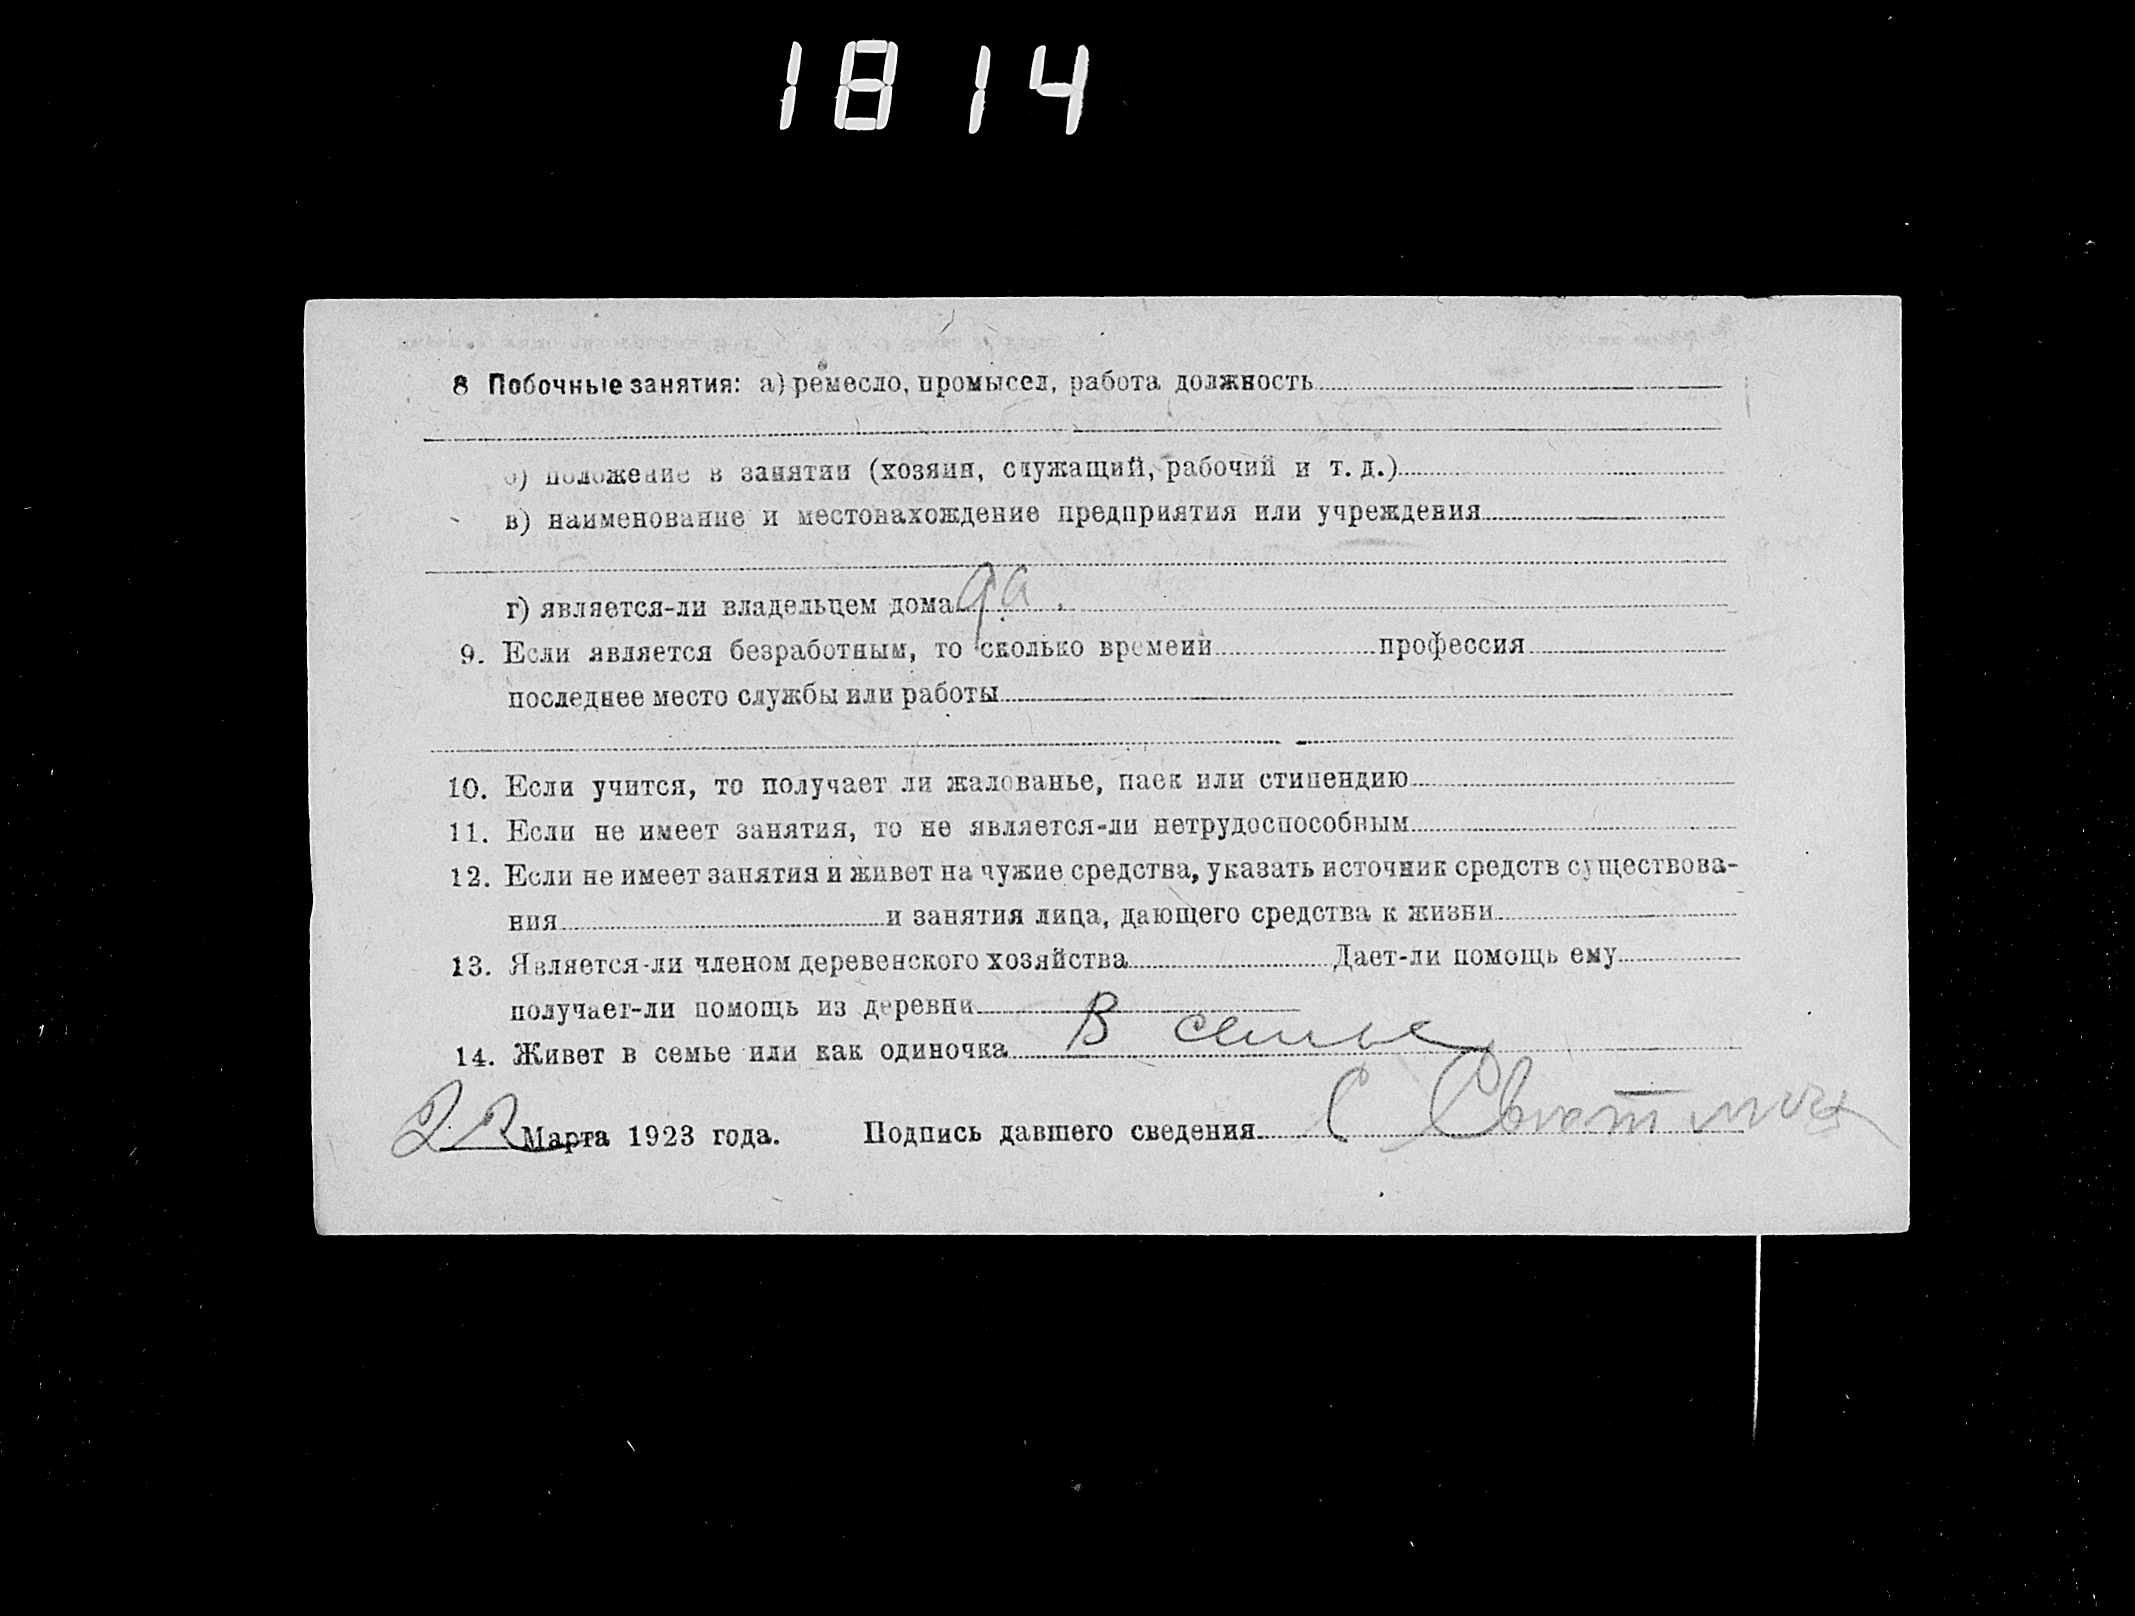 1814
8 Побочные занятия: а) ремесло, промысел, работа должность
б) положение в занятии (хозяин, служащий, рабочий и т. д.)
в) наименование и местонахождение предприятия или учреждения
г) является-ли владельцем дома да.
9. Если является безработным, то сколько времени профессия
последнее место службы или работы
10. Если учится, то получает ли жалованье, паек или стипендию
11. Если не имеет занятия, то не является-ли нетрудоспособным
12. Если не имеет занятия и живет на чужие средства, указать источник средств существова-
ния и занятия лица, дающего средства к жизни
13. Является-ли членом деревенского хозяйства Дает-ли помощь ему
получает-ли помощь из деревни
14. Живет в семье или как одиночка В семье
22 Марта 1923 года. Подпись давшего сведения С